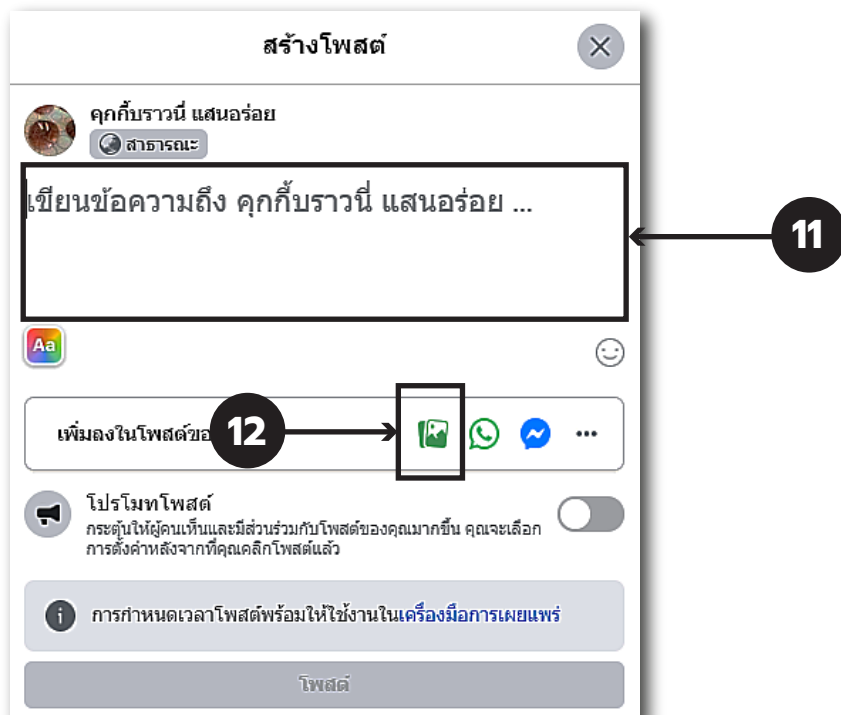 สร้างโพสต์
คุกกี้บราวนี่ แสนอร่อย
สาธารณะ
เขียนข้อความถึง คุกกี้บราวนี่ แสนอร่อย ...
11
Aa
เพิ่มลงในโพสต์ของ
12
โปรโมทโพสต์
กระตุ้นให้ผู้คนเห็นและมีส่วนร่วมกับโพสต์ของคุณมากขึ้น คุณจะเลือก
การตั้งค่าหลังจากที่คุณคลิกโพสต์แล้ว
การกำหนดเวลาโพสต์พร้อมให้ใช้งานในเครื่องมือการเผยแพร่
โพสต์